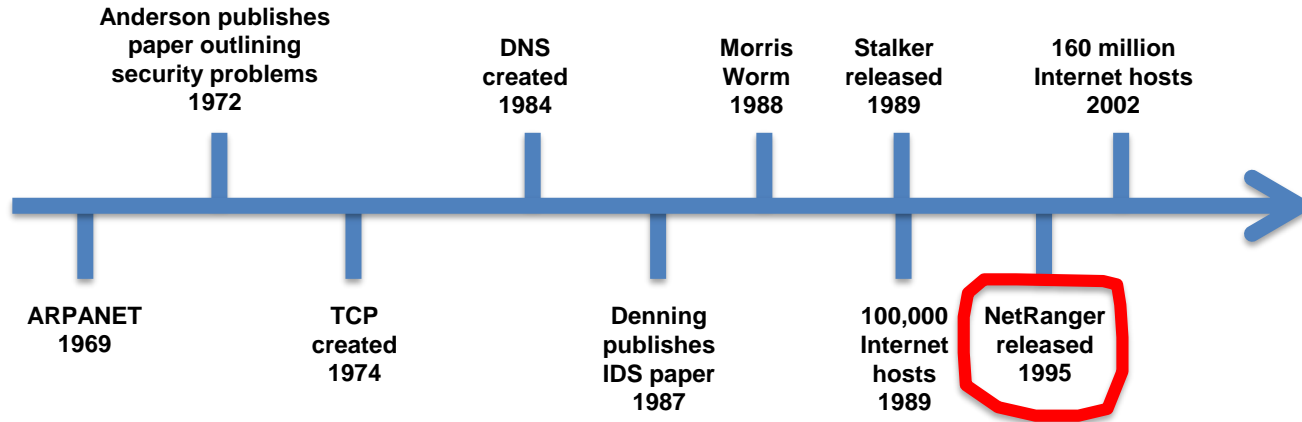 Anderson publishes
paper outlining
security problems
1972
DNS
created
1984
Morris
Worm
1988
Stalker
released
1989
160 million
Internet hosts
2002
ARPANET
1969
TCP
created
1974
Denning
publishes
IDS paper
1987
100,000
Internet
hosts
1989
NetRanger
released
1995